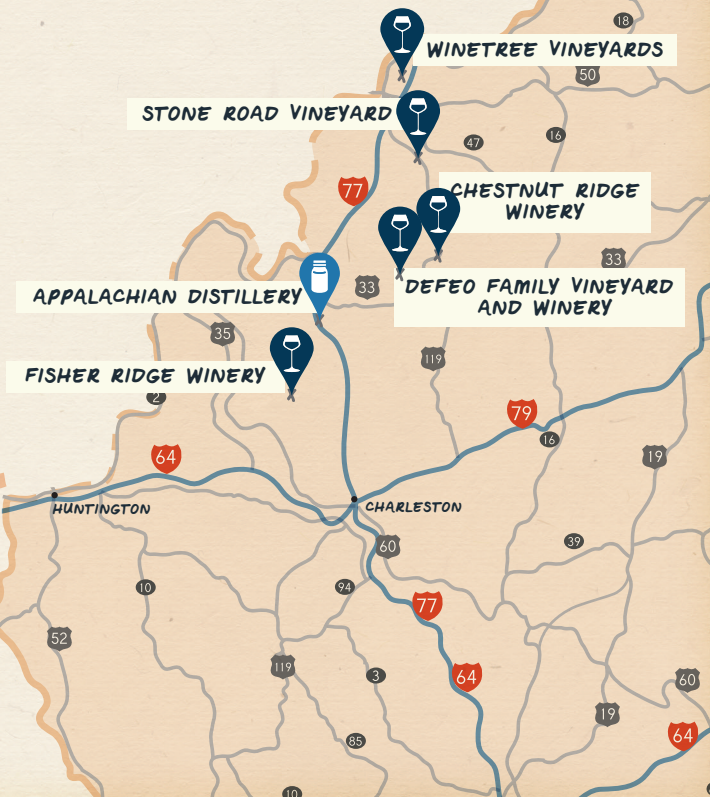 18
WINETREE VINEYARDS
50
STONE ROAD VINEYARD
47
16
77
CHESTNUT RIDGE
WINERY
33
33
APPALACHIAN DISTILLERY
DEFEO FAMILY VINEYARD
AND WINERY
35
119
FISHER RIDGE WINERY
2
79
16
64
19
HUNTINGTON
CHARLESTON
60
39
10
94
77
52
119
3
64
60
19
64
85
10